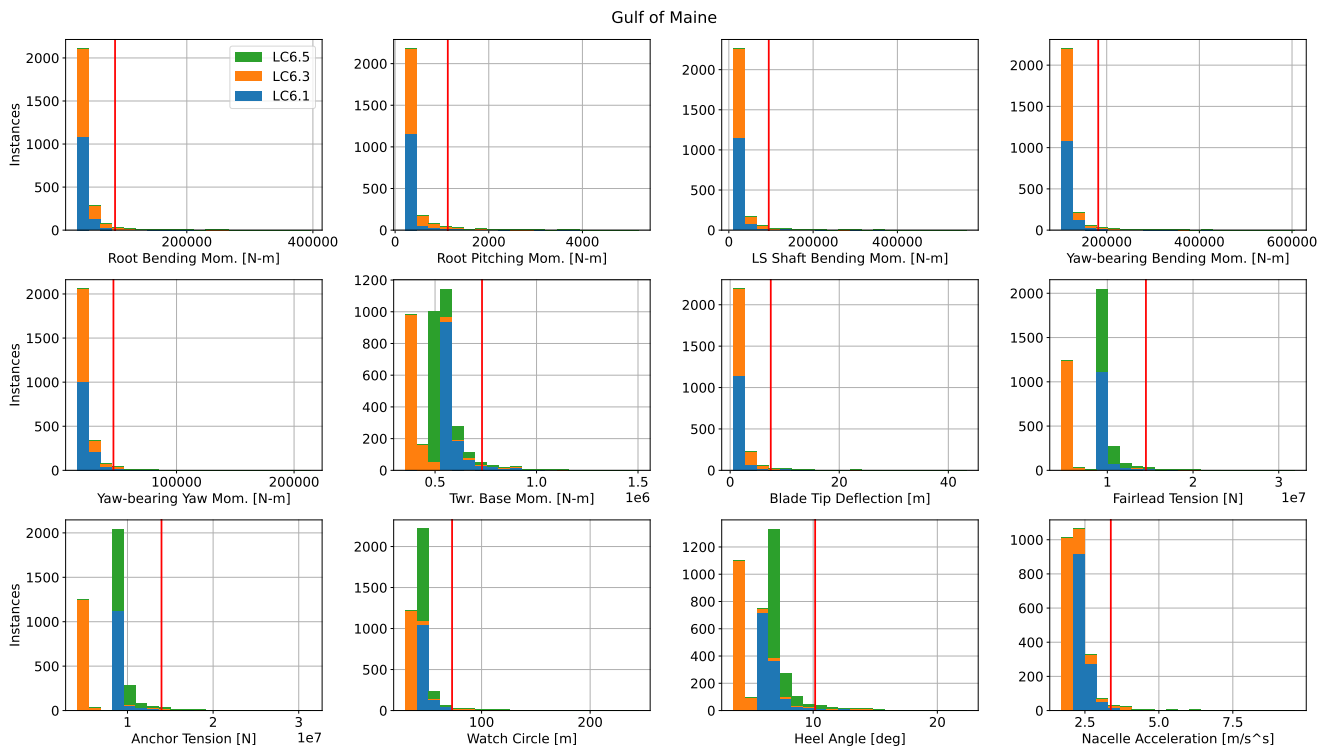 Gulf of Maine
LC6.5
LC6.3
LC6.1
Instances
0 500 1000 1500 2000
200000 400000
Root Bending Mom. [N-m]
0 500 1000 1500 2000
0 2000 4000
Root Pitching Mom. [N-m]
0 500 1000 1500 2000
0 200000 400000
LS Shaft Bending Mom. [N-m]
0 500 1000 1500 2000
200000 400000 600000
Yaw-bearing Bending Mom. [N-m]
Instances
0 500 1000 1500 2000
100000 200000
Yaw-bearing Yaw Mom. [N-m]
0 200 400 600 800 1000 1200
0.5 1.0 1.5
Twr. Base Mom. [N-m] 1e6
0 500 1000 1500 2000
0 20 40
Blade Tip Deflection [m]
0 500 1000 1500 2000
1 2 3
Fairlead Tension [N] 1e7
Instances
0 500 1000 1500 2000
1 2 3
Anchor Tension [N] 1e7
0 500 1000 1500 2000
100 200
Watch Circle [m]
0 200 400 600 800 1000 1200
10 20
Heel Angle [deg]
0 200 400 600 800 1000
2.5 5.0 7.5
Nacelle Acceleration [m/s^s]